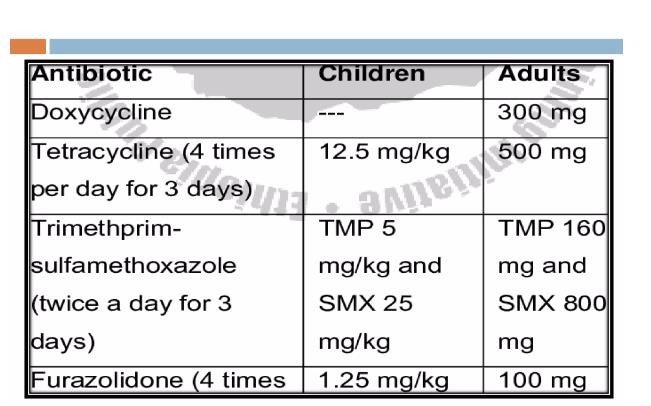 Antibiotic Children Adults
Doxycycline --- 300 mg
Tetracycline (4 times 12.5 mg/kg 500 mg
per day for 3 days)
Trimethprim- TMP 5 TMP 160
sulfamethoxazole mg/kg and mg and
(twice a day for 3 SMX 25 SMX 800
days) mg/kg mg
Furazolidone (4 times 1.25 mg/kg 100 mg